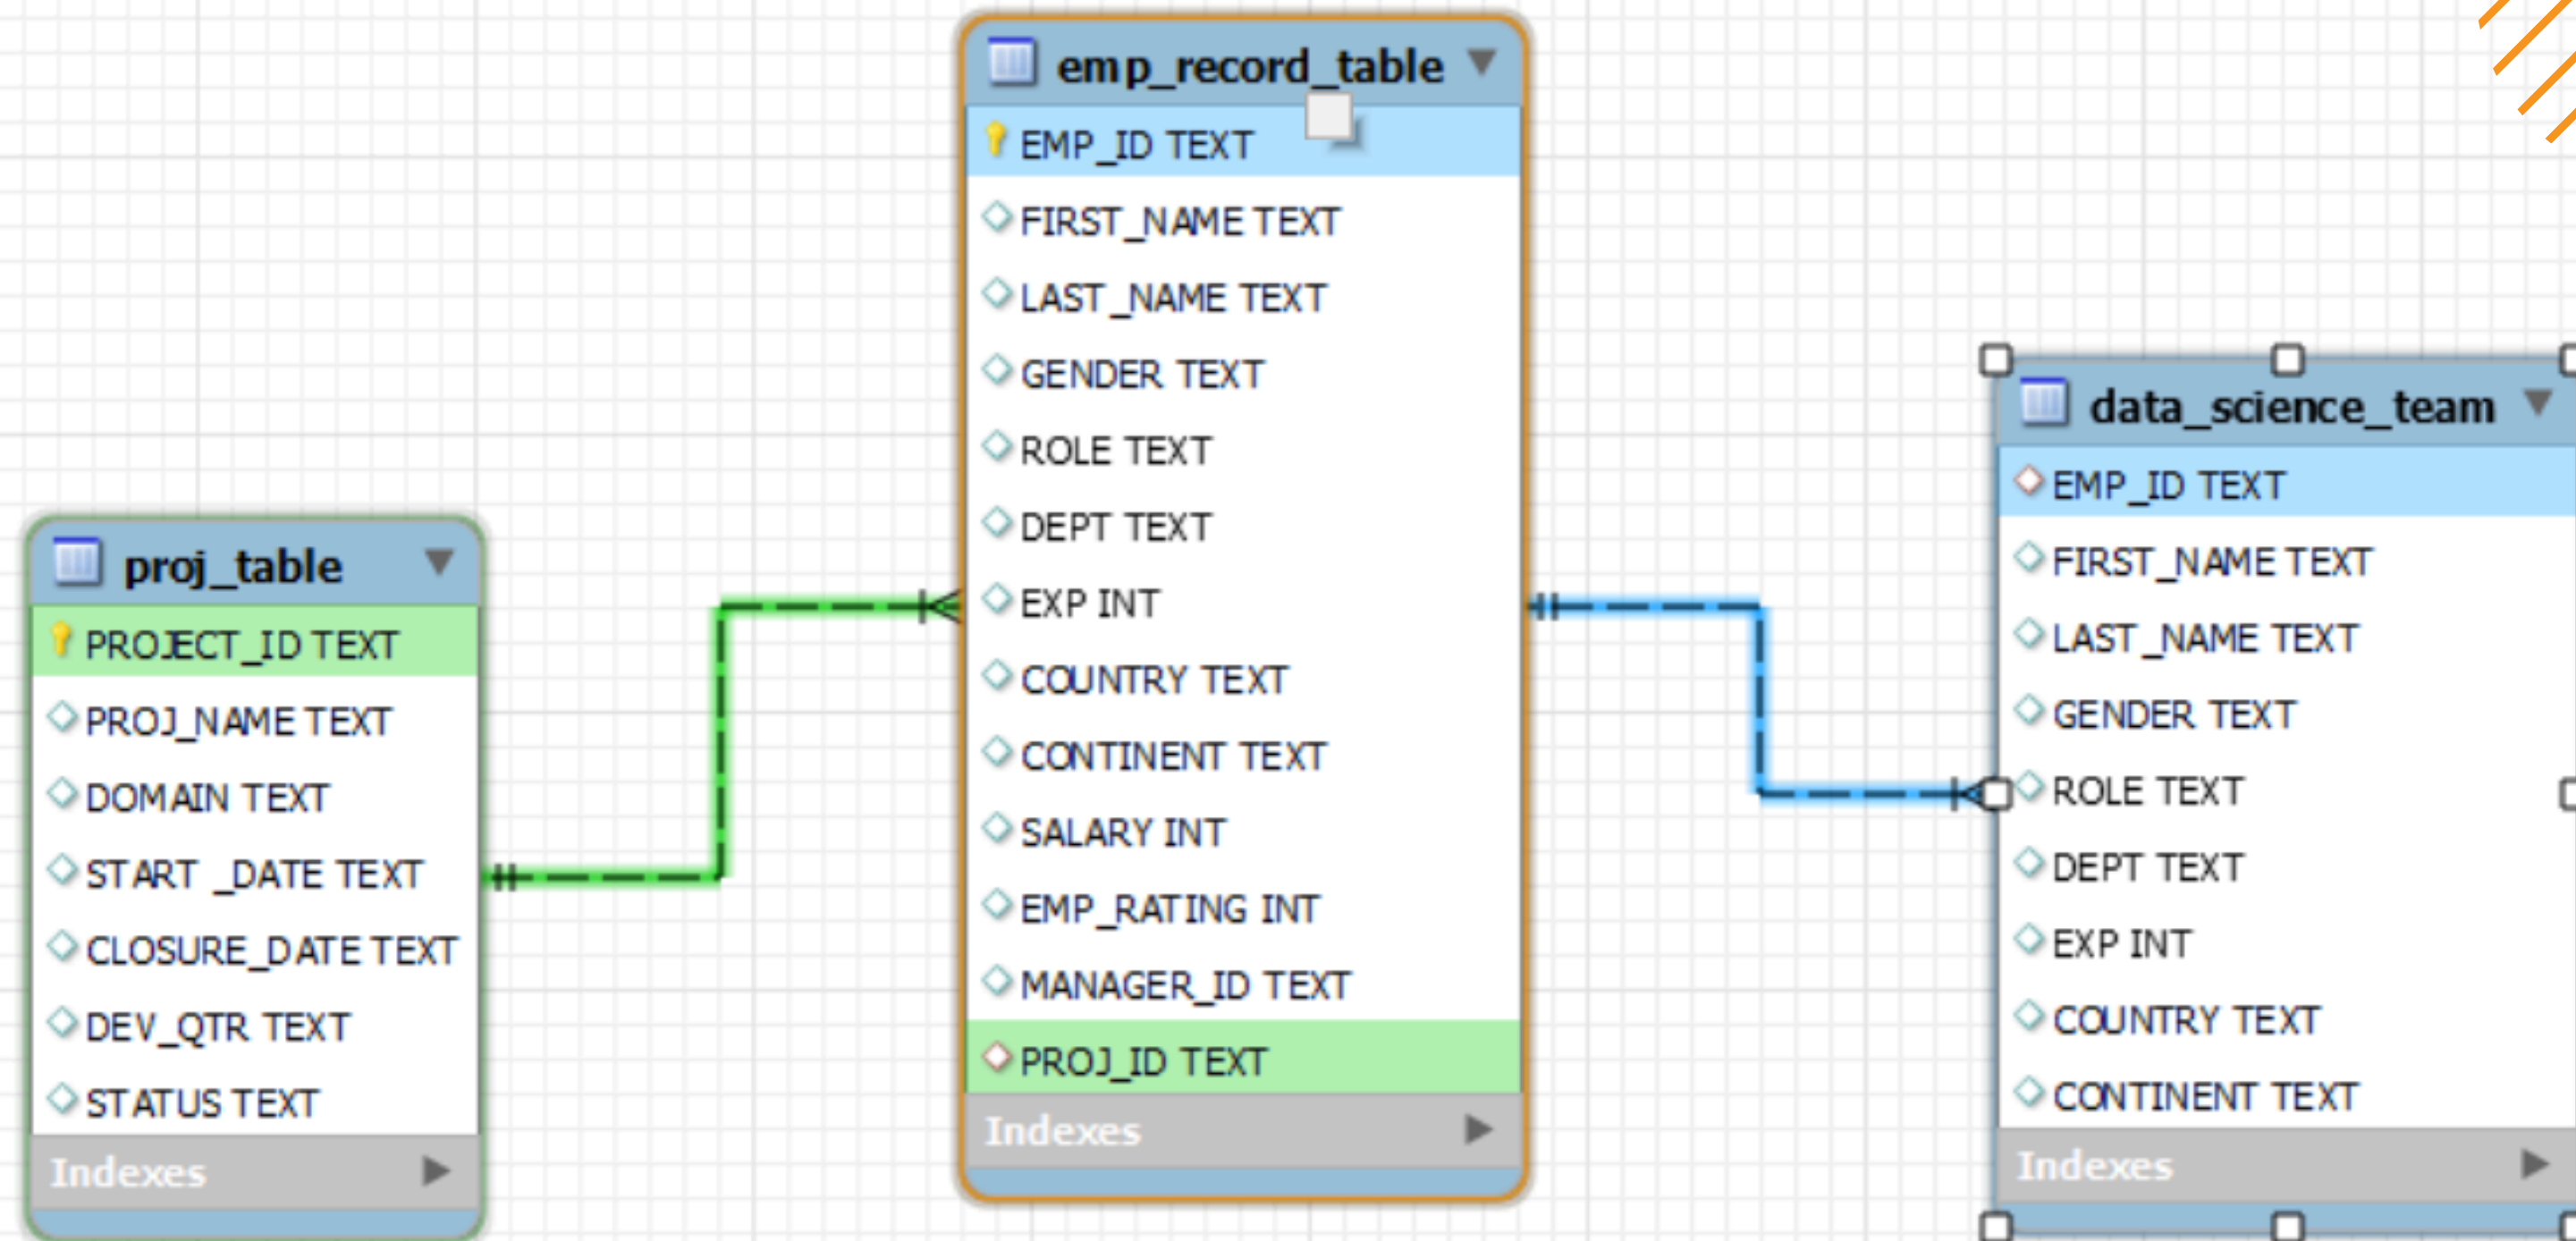 proj_table
PROJECT_ID TEXT
PROJ_NAME TEXT
DOMAIN TEXT
START _DATE TEXT
CLOSURE_DATE TEXT
DEV_QTR TEXT
STATUS TEXT
Indexes
emp_record_table
EMP_ID TEXT
FIRST_NAME TEXT
LAST_NAME TEXT
GENDER TEXT
ROLE TEXT
DEPT TEXT
EXP INT
COUNTRY TEXT
CONTINENT TEXT
SALARY INT
EMP_RATING INT
MANAGER_ID TEXT
PROJ_ID TEXT
Indexes
data_science_team
EMP_ID TEXT
FIRST_NAME TEXT
LAST_NAME TEXT
GENDER TEXT
ROLE TEXT
DEPT TEXT
EXP INT
COUNTRY TEXT
CONTINENT TEXT
Indexes